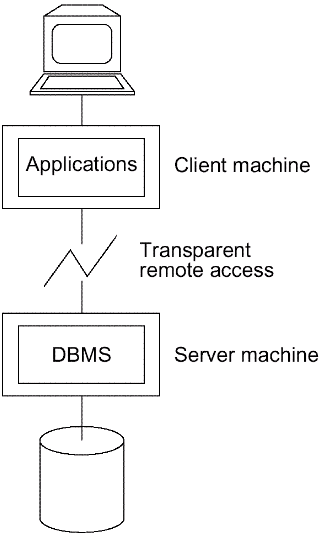 Applications
Client machine
Transparent
remote access
DBMS
Server machine